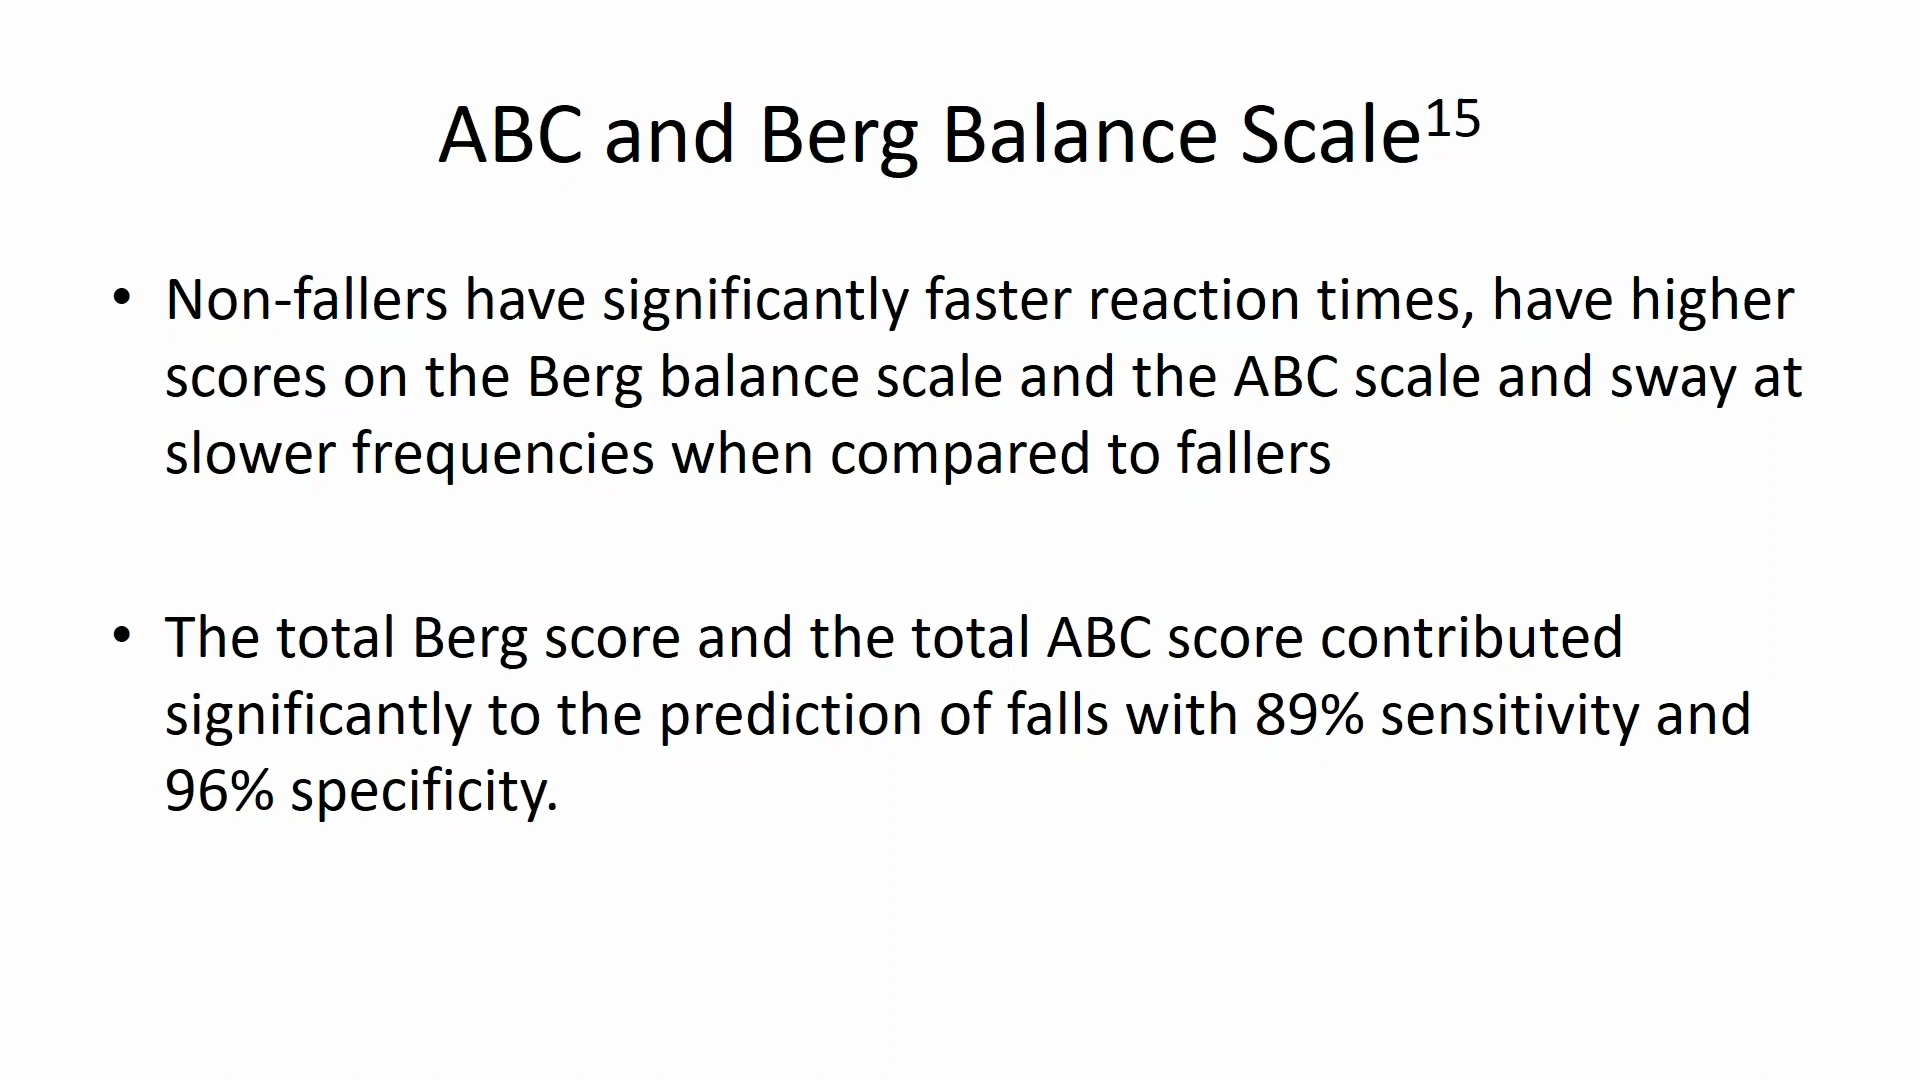 ABC and Berg Balance Scale15
• Non-fallers have significantly faster reaction times, have higher
scores on the Berg balance scale and the ABC scale and sway at
slower frequencies when compared to fallers
• The total Berg score and the total ABC score contributed
significantly to the prediction of falls with 89% sensitivity and
96% specificity.